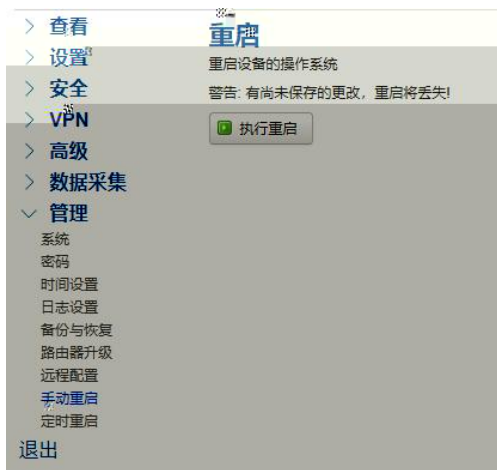 查看
设置
安全
VPN
高级
数据采集
管理
系统
密码
时间设置
日志设置
备份与恢复
路由器升级
远程配置
手动重启
定时重启
退出
重启
重启设备的操作系统
警告: 有尚未保存的更改，重启将丢失!
执行重启